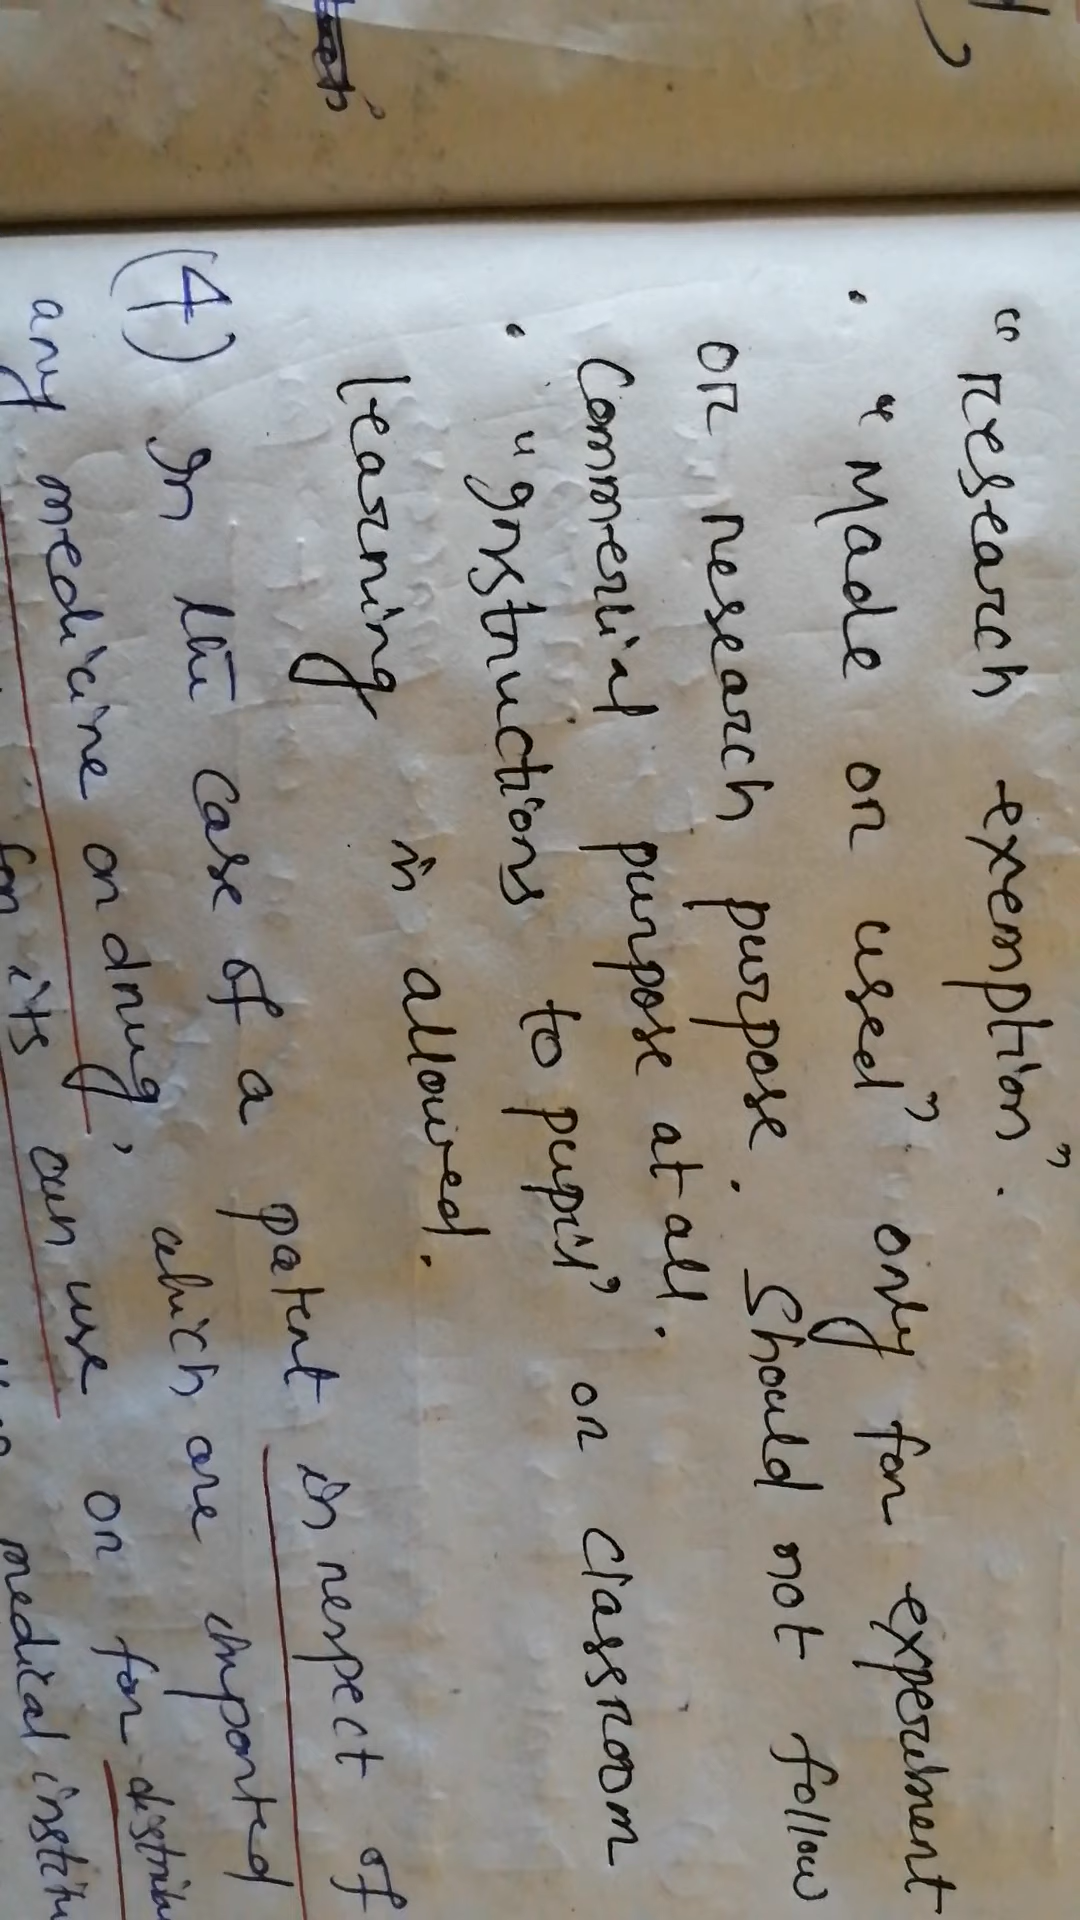 "research exemption".
• "Made or used" only for experiment
or research purpose. Should not follow
Commercial purpose at all.
• "Instructions to pupil" or classroom
learning is allowed.
(4) In the case of a patent in respect of
any medicine or drug, which are imported
for its own use or for
medical